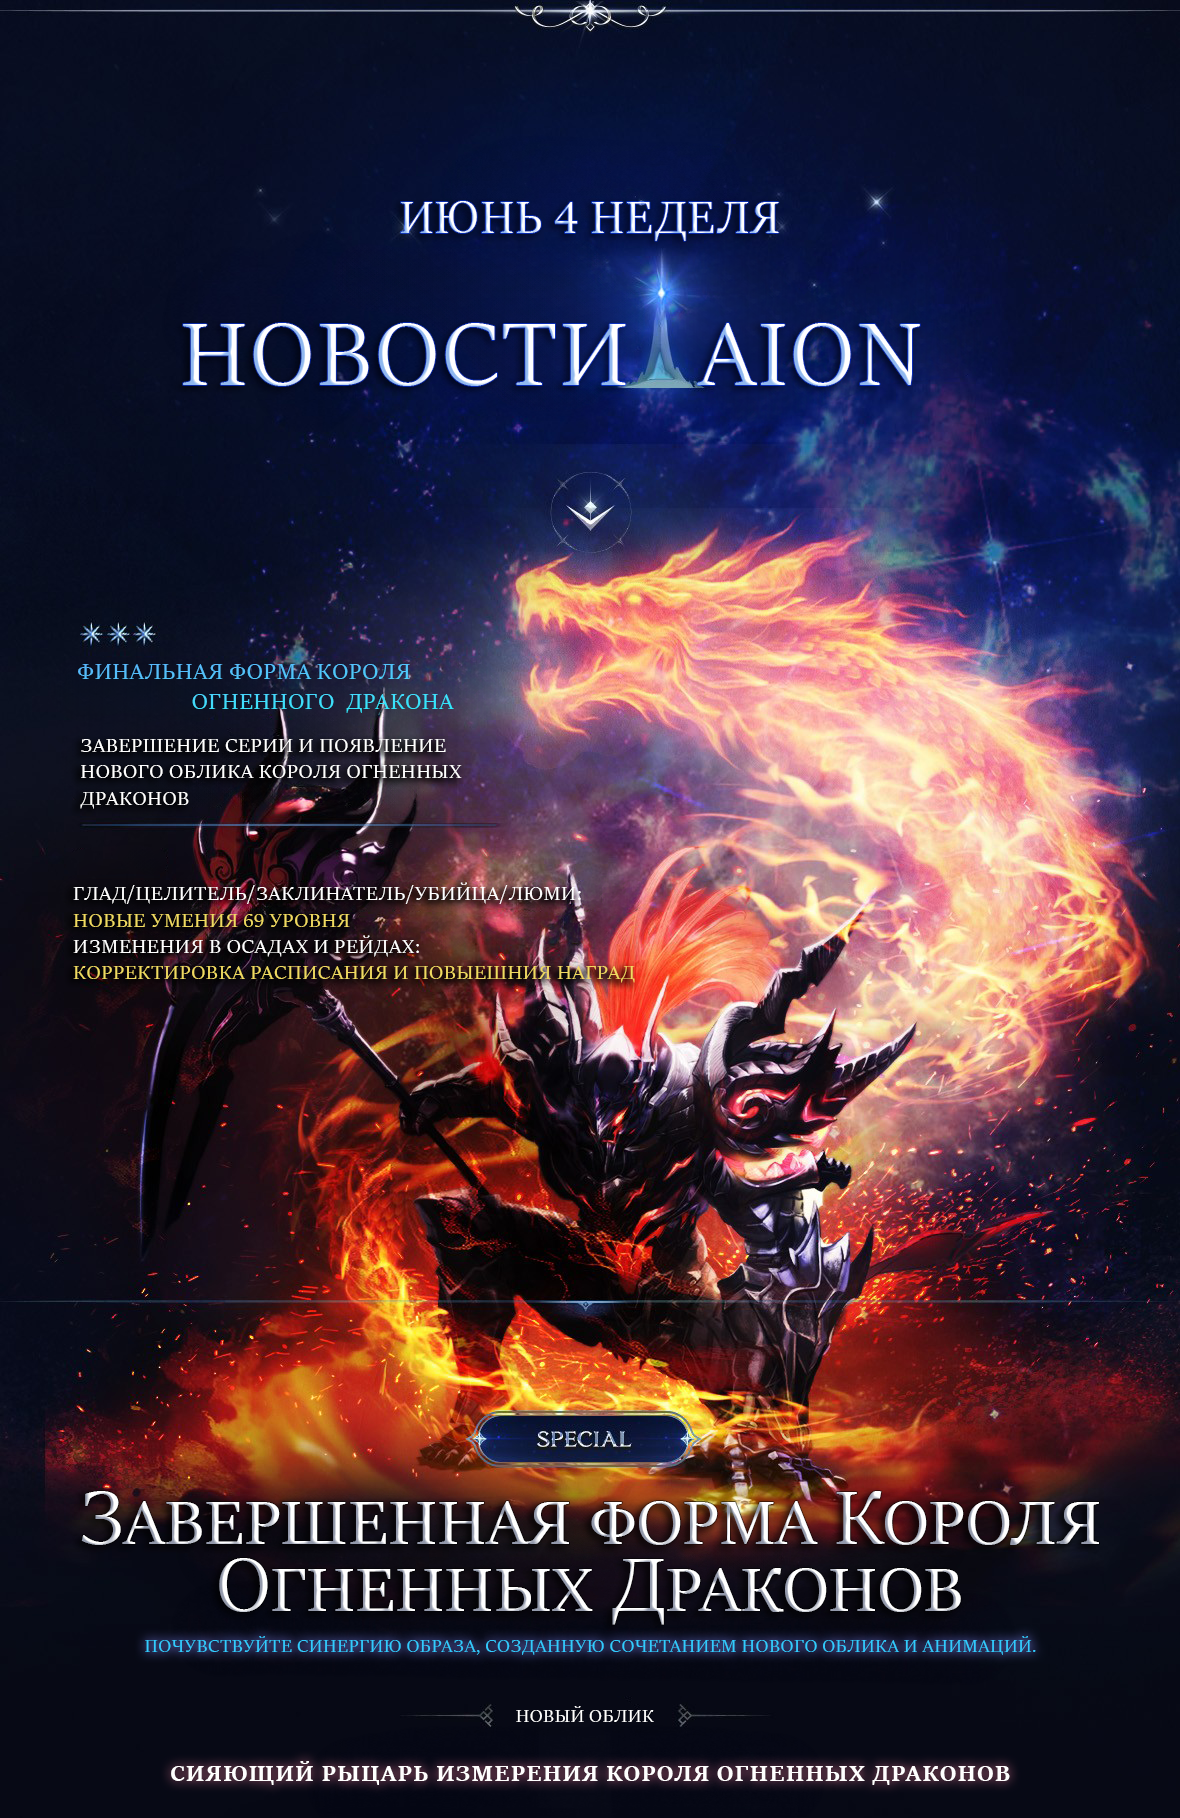 ИЮНЬ 4 НЕДЕЛЯ
НОВОСТИ AION
ФИНАЛЬНАЯ ФОРМА КОРОЛЯ
ОГНЕННОГО ДРАКОНА
ЗАВЕРШЕНИЕ СЕРИИ И ПОЯВЛЕНИЕ
НОВОГО ОБЛИКА КОРОЛЯ ОГНЕННЫХ
ДРАКОНОВ
ГЛАД/ЦЕЛИТЕЛЬ/ЗАКЛИНАТЕЛЬ/УБИЙЦА/ЛЮМИ:
НОВЫЕ УМЕНИЯ 69 УРОВНЯ
ИЗМЕНЕНИЯ В ОСАДАХ И РЕЙДАХ:
КОРРЕКТИРОВКА РАСПИСАНИЯ И ПОВЫЕШНИЯ НАГРАД
SPECIAL
ЗАВЕРШЕННАЯ ФОРМА КОРОЛЯ
ОГНЕННЫХ ДРАКОНОВ
ПОЧУВСТВУЙТЕ СИНЕРГИЮ ОБРАЗА, СОЗДАННУЮ СОЧЕТАНИЕМ НОВОГО ОБЛИКА И АНИМАЦИЙ.
НОВЫЙ ОБЛИК
СИЯЮЩИЙ РЫЦАРЬ ИЗМЕРЕНИЯ КОРОЛЯ ОГНЕННЫХ ДРАКОНОВ